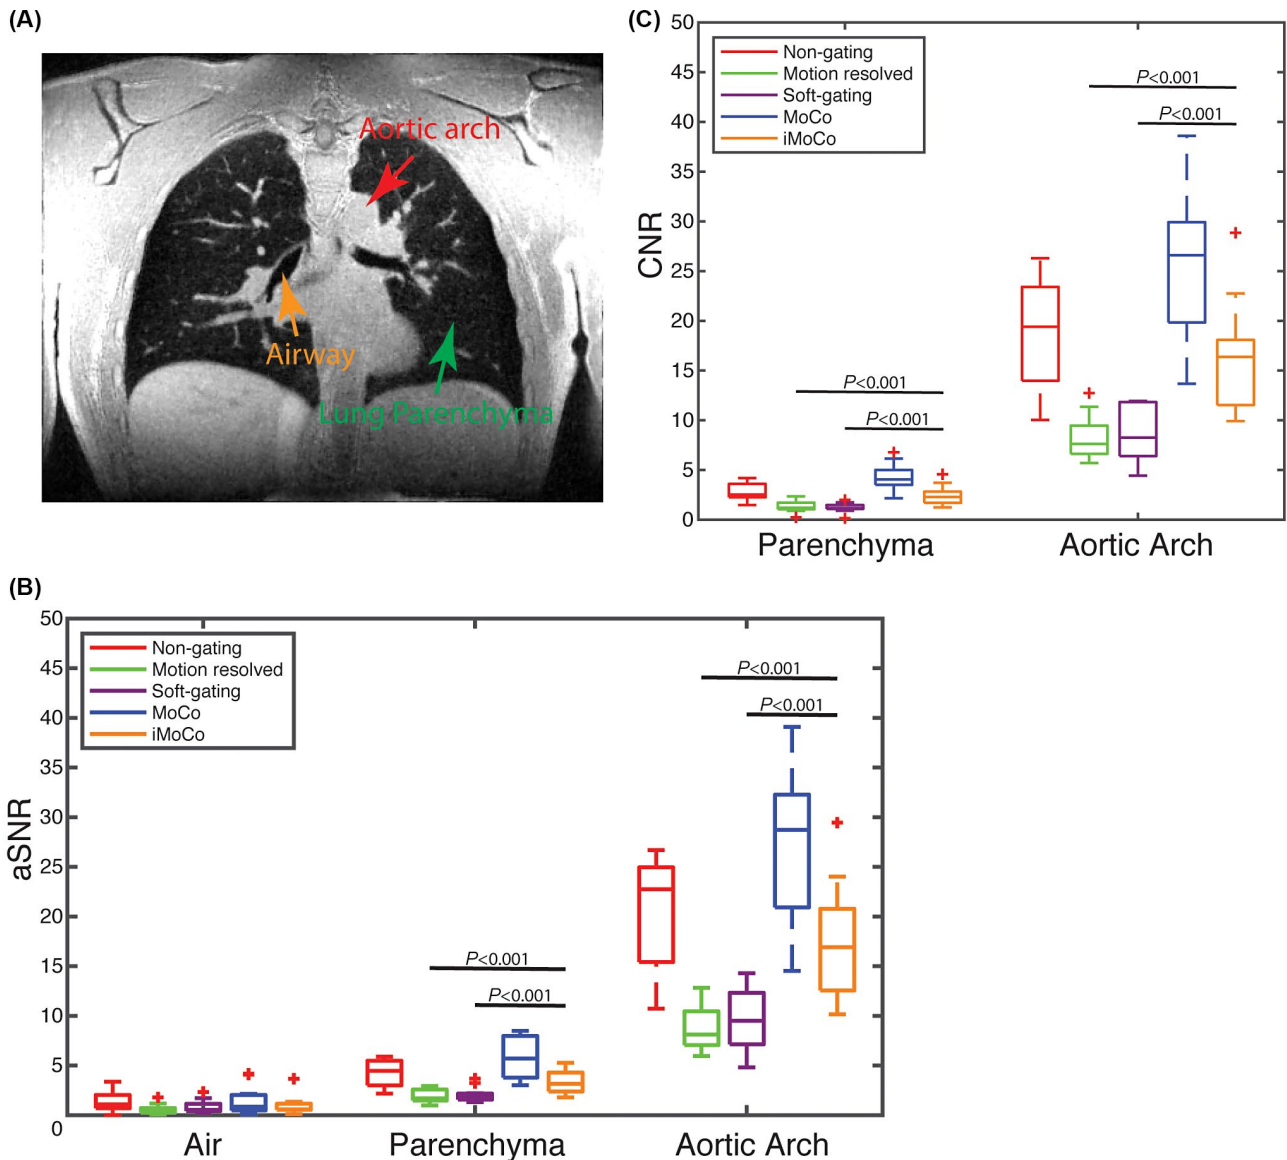 (A)
Aortic arch
Airway
Lung Parenchyma
(C)
50
45
40
35
30
25
20
15
10
5
0
CNR
Non-gating
Motion resolved
Soft-gating
MoCo
iMoCo
P<0.001
P<0.001
P<0.001
P<0.001
Parenchyma
Aortic Arch
(B)
50
45
40
35
30
25
20
15
10
5
0
aSNR
Non-gating
Motion resolved
Soft-gating
MoCo
iMoCo
P<0.001
P<0.001
P<0.001
P<0.001
Air
Parenchyma
Aortic Arch